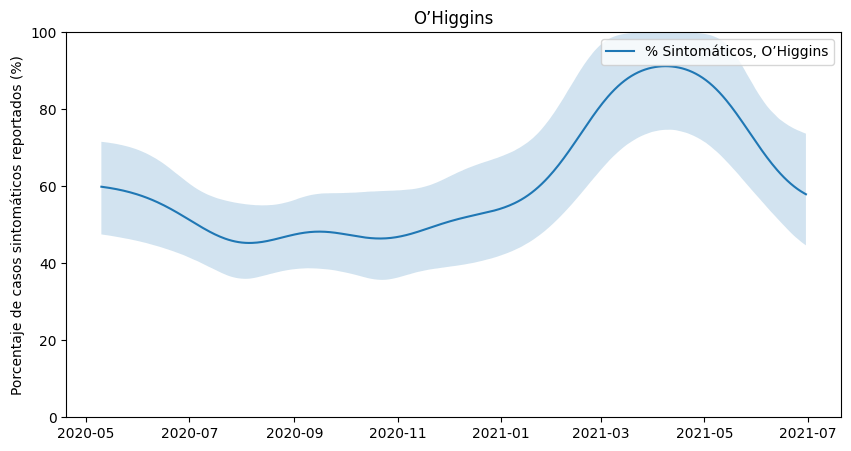 O’Higgins
% Sintomáticos, O’Higgins
Porcentaje de casos sintomáticos reportados (%)
100
80
60
40
20
0
2020-05 2020-07 2020-09 2020-11 2021-01 2021-03 2021-05 2021-07